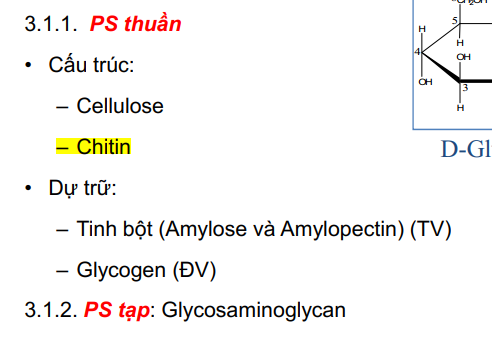 3.1.1. PS thuần
• Cấu trúc:
– Cellulose
– Chitin
• Dự trữ:
– Tinh bột (Amylose và Amylopectin) (TV)
– Glycogen (ĐV)
3.1.2. PS tạp: Glycosaminoglycan
5
H
H
4
OH
OH
3
H
D-Gl